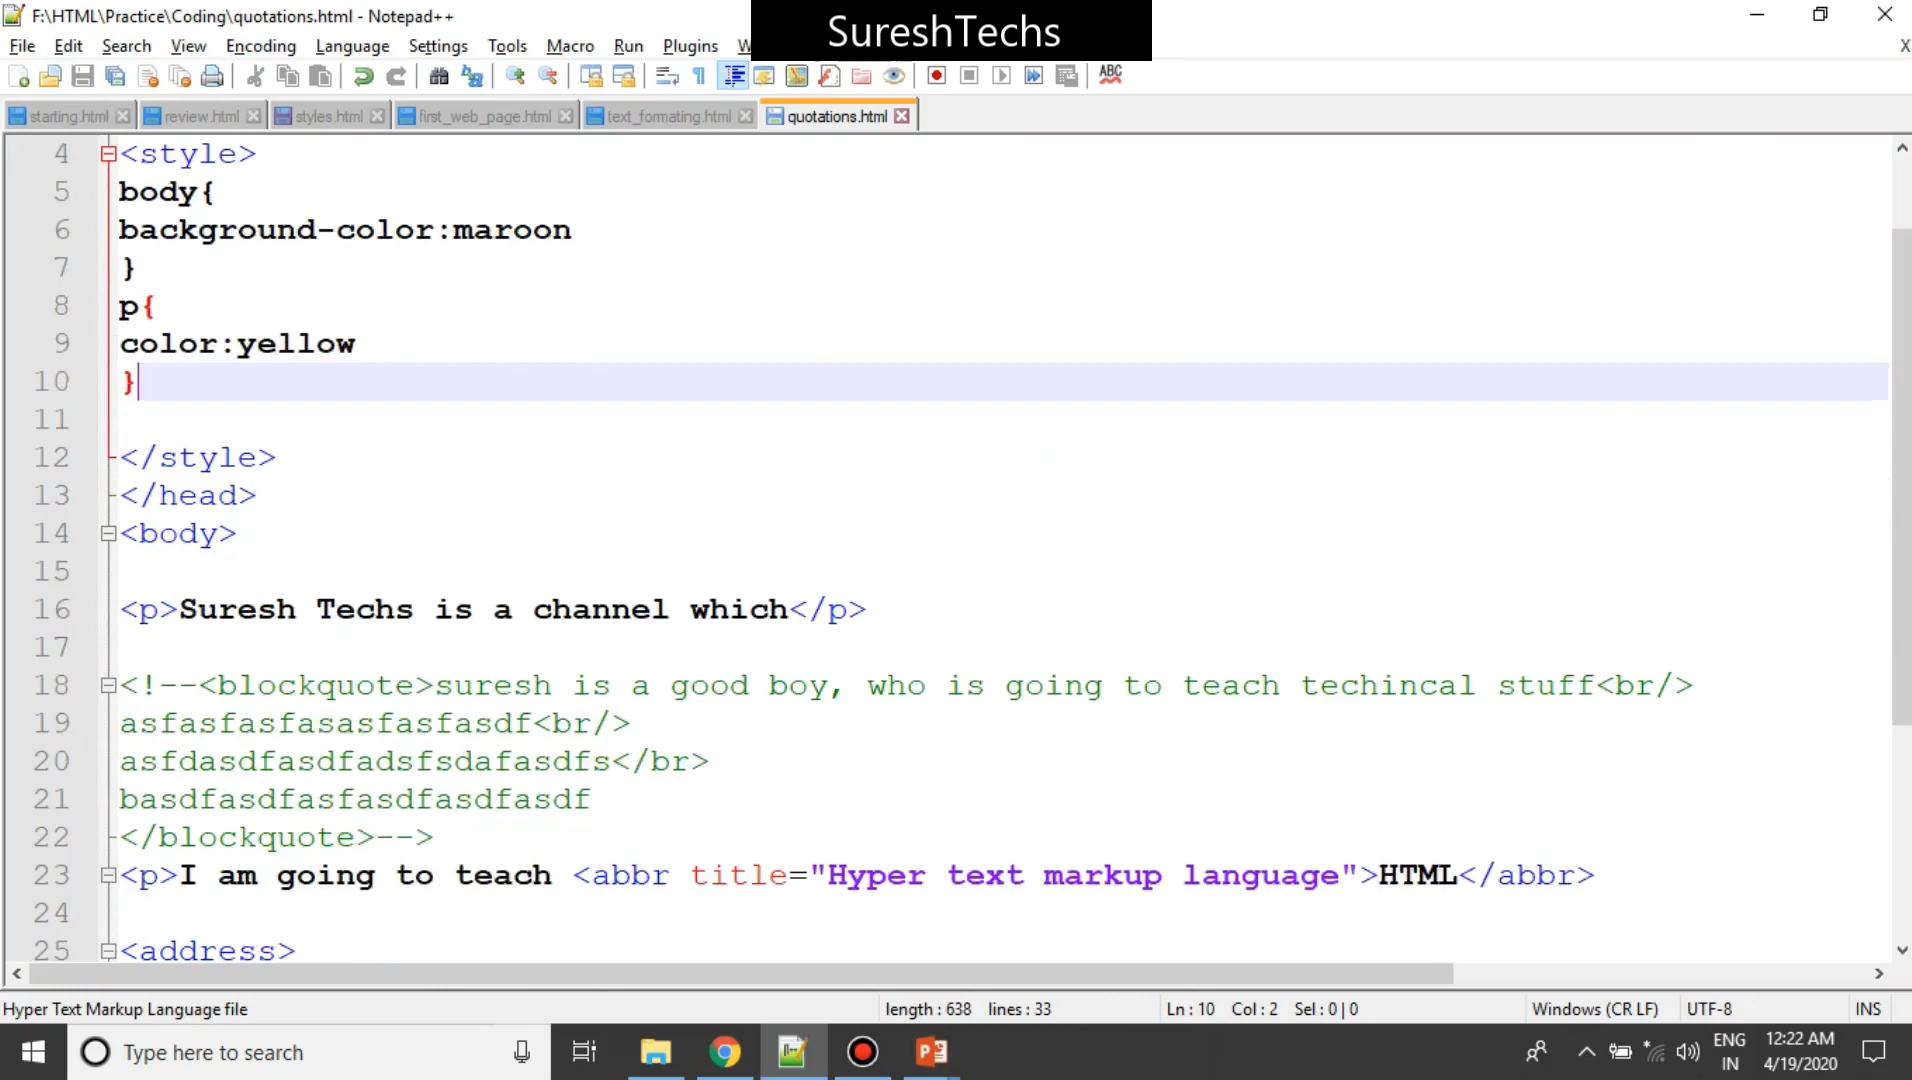 F:\HTML\Practice\Coding\quotations.html - Notepad++
SureshTechs
File Edit Search View Encoding Language Settings Tools Macro Run Plugins W
X
ABC
starting.html review.html styles.html first_web_page.html text_formating.html quotations.html
4 <style>
5 body{
6 background-color:maroon
7 }
8 p{
9 color:yellow
10 }
11
12 </style>
13 </head>
14 <body>
15
16 <p>Suresh Techs is a channel which</p>
17
18 <!--<blockquote>suresh is a good boy, who is going to teach techincal stuff<br/>
19 asfasfasfasasfasfasdf<br/>
20 asfdasdfasdfadsfsdafasdfs</br>
21 basdfasdfasfasdfasdfasdf
22 </blockquote>-->
23 <p>I am going to teach <abbr title="Hyper text markup language">HTML</abbr>
24
25 <address>
Hyper Text Markup Language file length : 638 lines : 33 Ln : 10 Col : 2 Sel : 0 | 0 Windows (CR LF) UTF-8 INS
Type here to search
ENG
IN
12:22 AM
4/19/2020